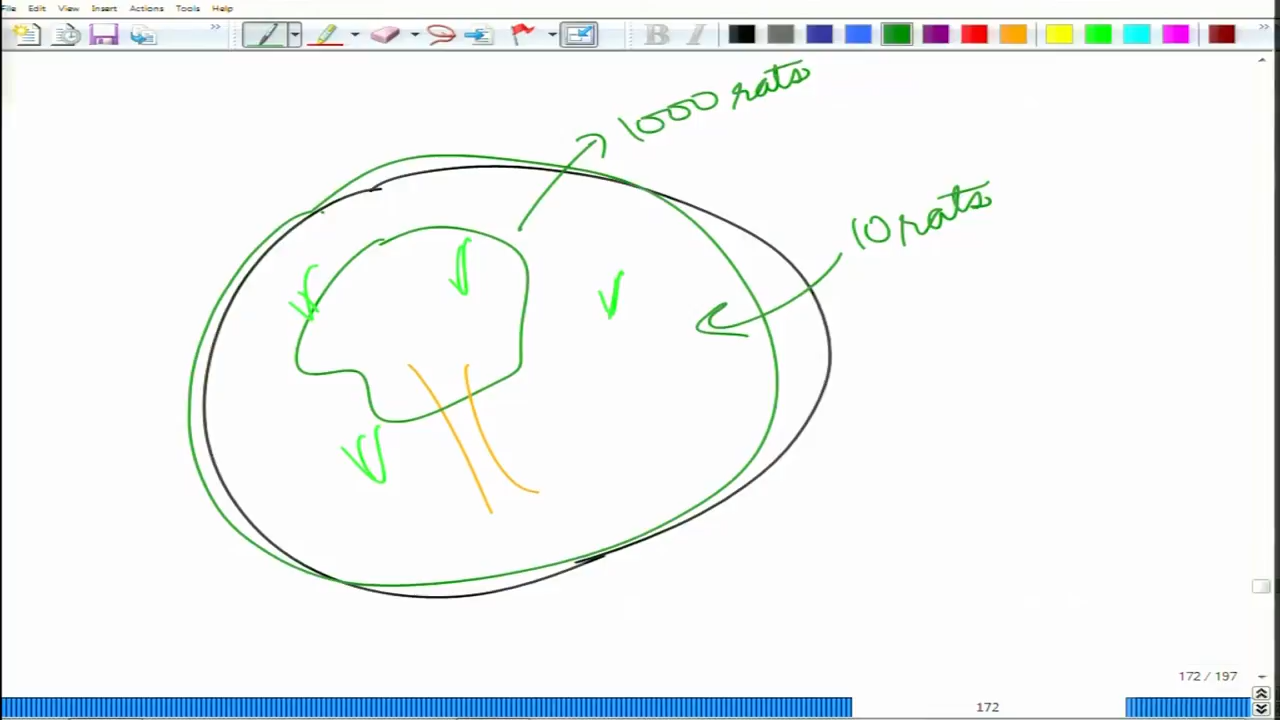 File Edit View Insert Actions Tools Help
B I
1000 rats
10 rats
172 / 197
172